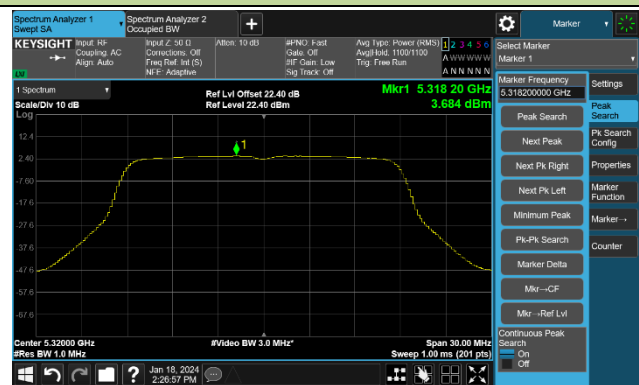 Spectrum Analyzer 1
Swept SA
Spectrum Analyzer 2
Occupied BW
+
Marker
KEYSIGHT
Input: RF
Coupling: AC
Align: Auto
Input Z: 50 Ω
Corrections: Off
Freq Ref: Int (S)
NFE: Adaptive
Atten: 10 dB
#PNO: Fast
Gate: Off
#IF Gain: Low
Sig Track: Off
Avg Type: Power (RMS)
Avg|Hold: 1100/1100
Trig: Free Run
1 2 3 4 5 6
A W W W W W
A N N N N N
LXI
Select Marker
Marker 1
1 Spectrum
Scale/Div 10 dB
Log
Ref Lvl Offset 22.40 dB
Ref Level 22.40 dBm
Mkr1 5.318 20 GHz
3.684 dBm
12.4
2.40
-7.60
-17.6
-27.6
-37.6
-47.6
-57.6
-67.6
1
Center 5.32000 GHz
#Res BW 1.0 MHz
#Video BW 3.0 MHz*
Span 30.00 MHz
Sweep 1.00 ms (201 pts)
Marker Frequency
5.318200000 GHz
Peak Search
Next Peak
Next Pk Right
Next Pk Left
Minimum Peak
Pk-Pk Search
Marker Delta
Mkr→CF
Mkr→Ref Lvl
Continuous Peak
Search
On
Off
Settings
Peak
Search
Pk Search
Config
Properties
Marker
Function
Marker→
Counter
?
Jan 18, 2024
2:26:57 PM